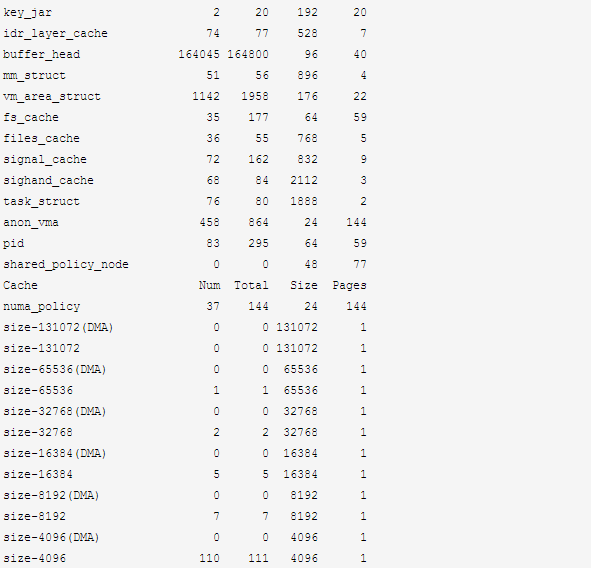 key_jar 2 20 192 20
idr_layer_cache 74 77 528 7
buffer_head 164045 164800 96 40
mm_struct 51 56 896 4
vm_area_struct 1142 1958 176 22
fs_cache 35 177 64 59
files_cache 36 55 768 5
signal_cache 72 162 832 9
sighand_cache 68 84 2112 3
task_struct 76 80 1888 2
anon_vma 458 864 24 144
pid 83 295 64 59
shared_policy_node 0 0 48 77
Cache Num Total Size Pages
numa_policy 37 144 24 144
size-131072(DMA) 0 0 131072 1
size-131072 0 0 131072 1
size-65536(DMA) 0 0 65536 1
size-65536 1 1 65536 1
size-32768(DMA) 0 0 32768 1
size-32768 2 2 32768 1
size-16384(DMA) 0 0 16384 1
size-16384 5 5 16384 1
size-8192(DMA) 0 0 8192 1
size-8192 7 7 8192 1
size-4096(DMA) 0 0 4096 1
size-4096 110 111 4096 1